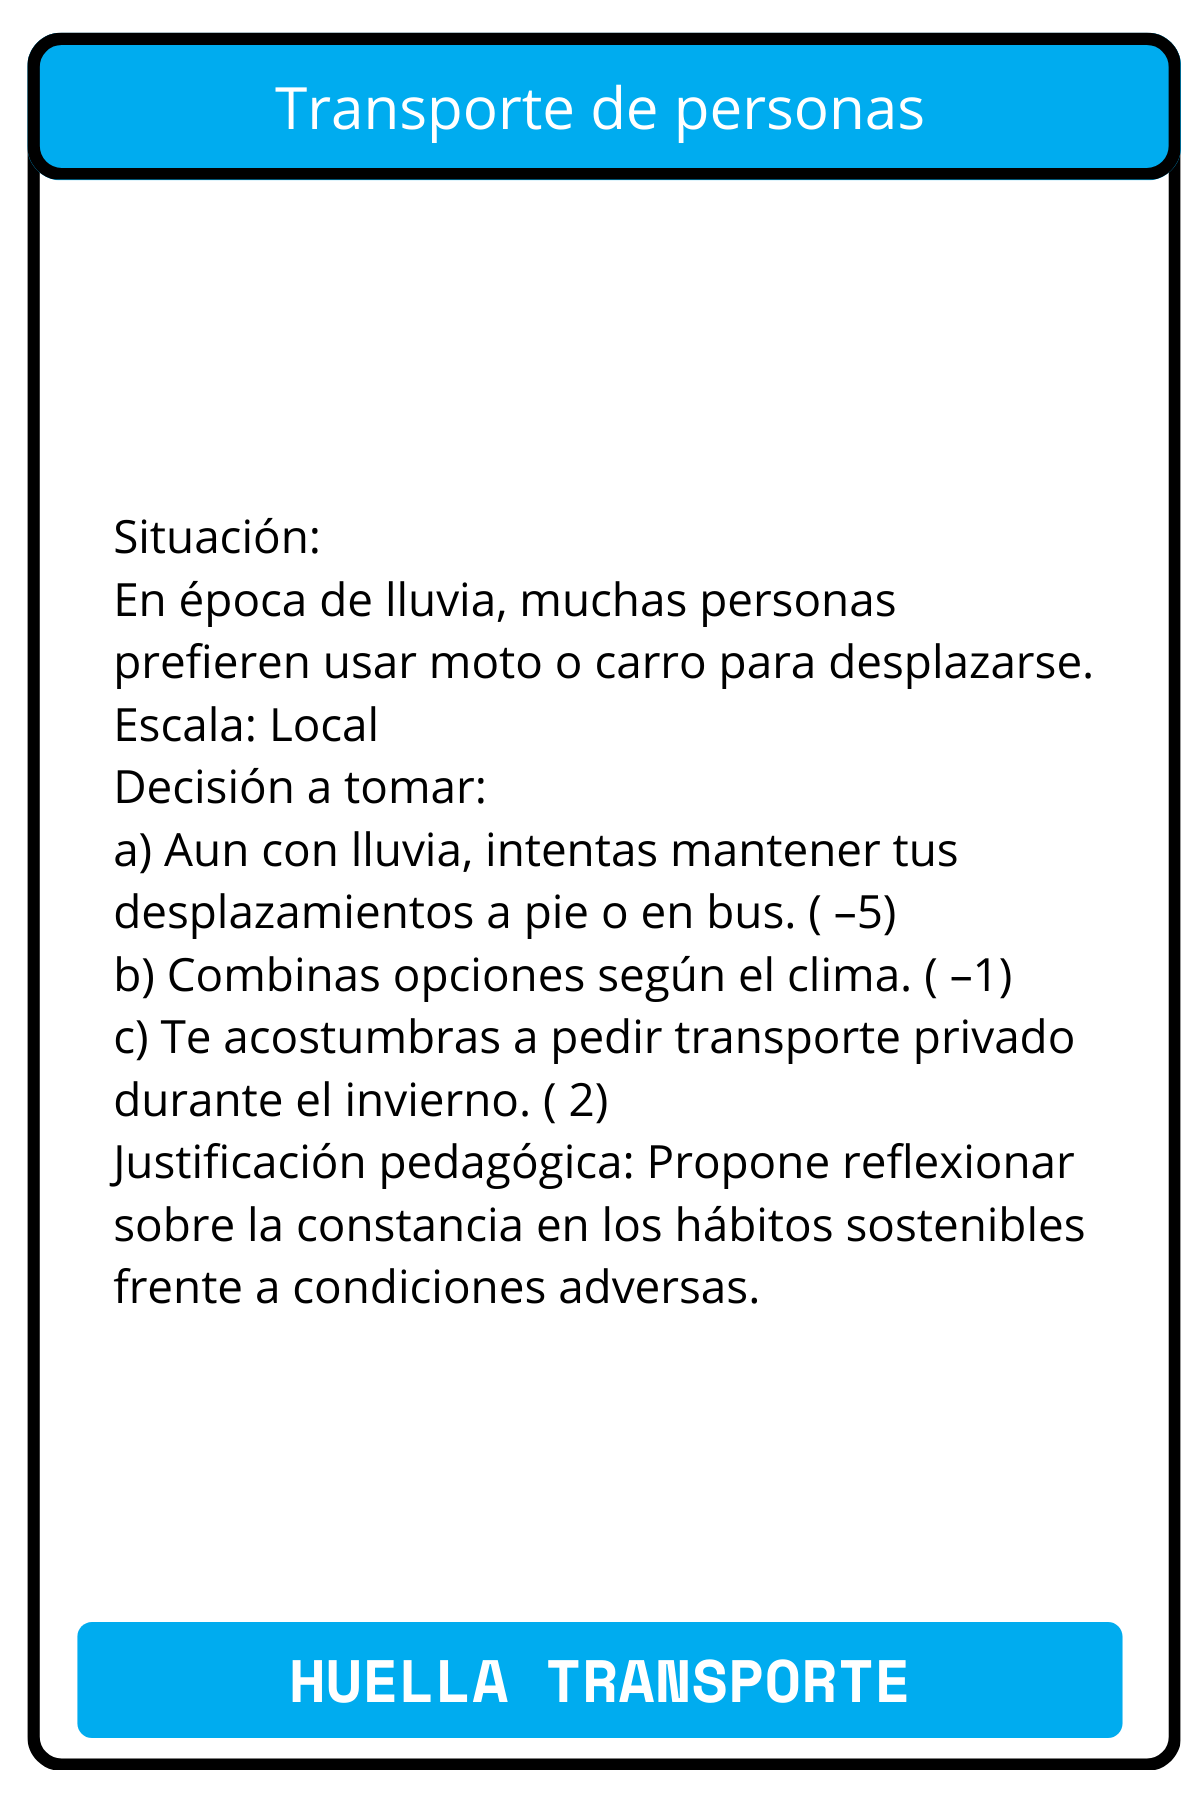 Transporte de personas
Situación:
En época de lluvia, muchas personas
prefieren usar moto o carro para desplazarse.
Escala: Local
Decisión a tomar:
a) Aun con lluvia, intentas mantener tus
desplazamientos a pie o en bus. ( –5)
b) Combinas opciones según el clima. ( –1)
c) Te acostumbras a pedir transporte privado
durante el invierno. ( 2)
Justificación pedagógica: Propone reflexionar
sobre la constancia en los hábitos sostenibles
frente a condiciones adversas.
HUELLA TRANSPORTE